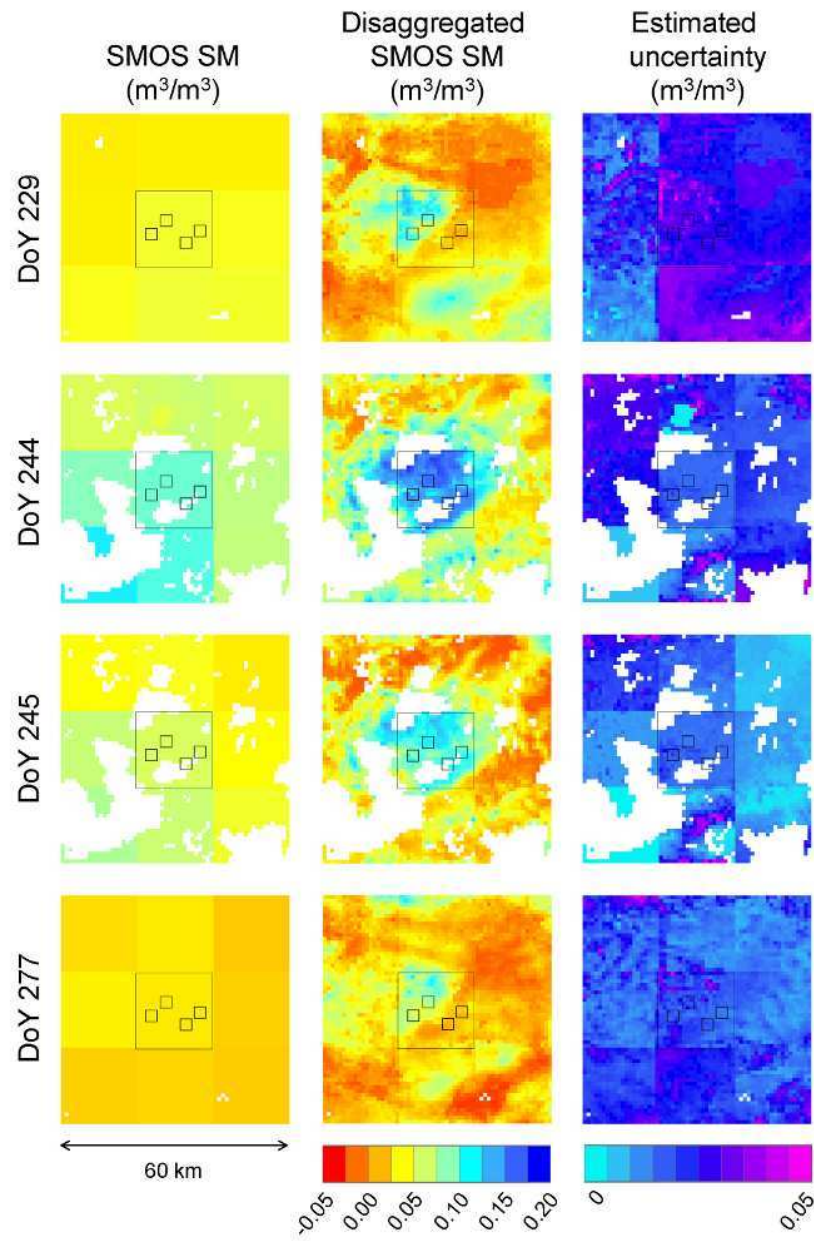 SMOS SM
(m³/m³)
Disaggregated
SMOS SM
(m³/m³)
Estimated
uncertainty
(m³/m³)
DoY 229
DoY 244
DoY 245
DoY 277
60 km
-0.05 0.00 0.05 0.10 0.15 0.20
0 0.05